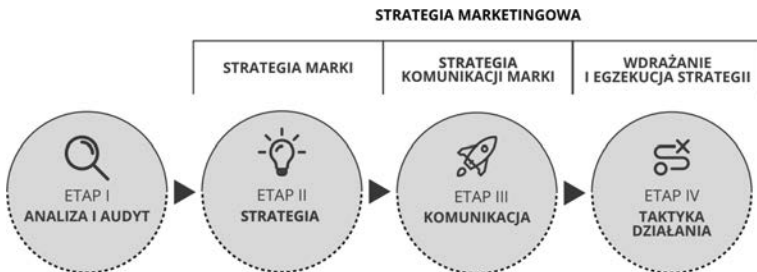 STRATEGIA MARKETINGOWA
STRATEGIA MARKI
STRATEGIA
KOMUNIKACJI MARKI
WDRAŻANIE
I EGZEKUCJA STRATEGII
ETAP I
ANALIZA I AUDYT
ETAP II
STRATEGIA
ETAP III
KOMUNIKACJA
ETAP IV
TAKTYKA
DZIAŁANIA